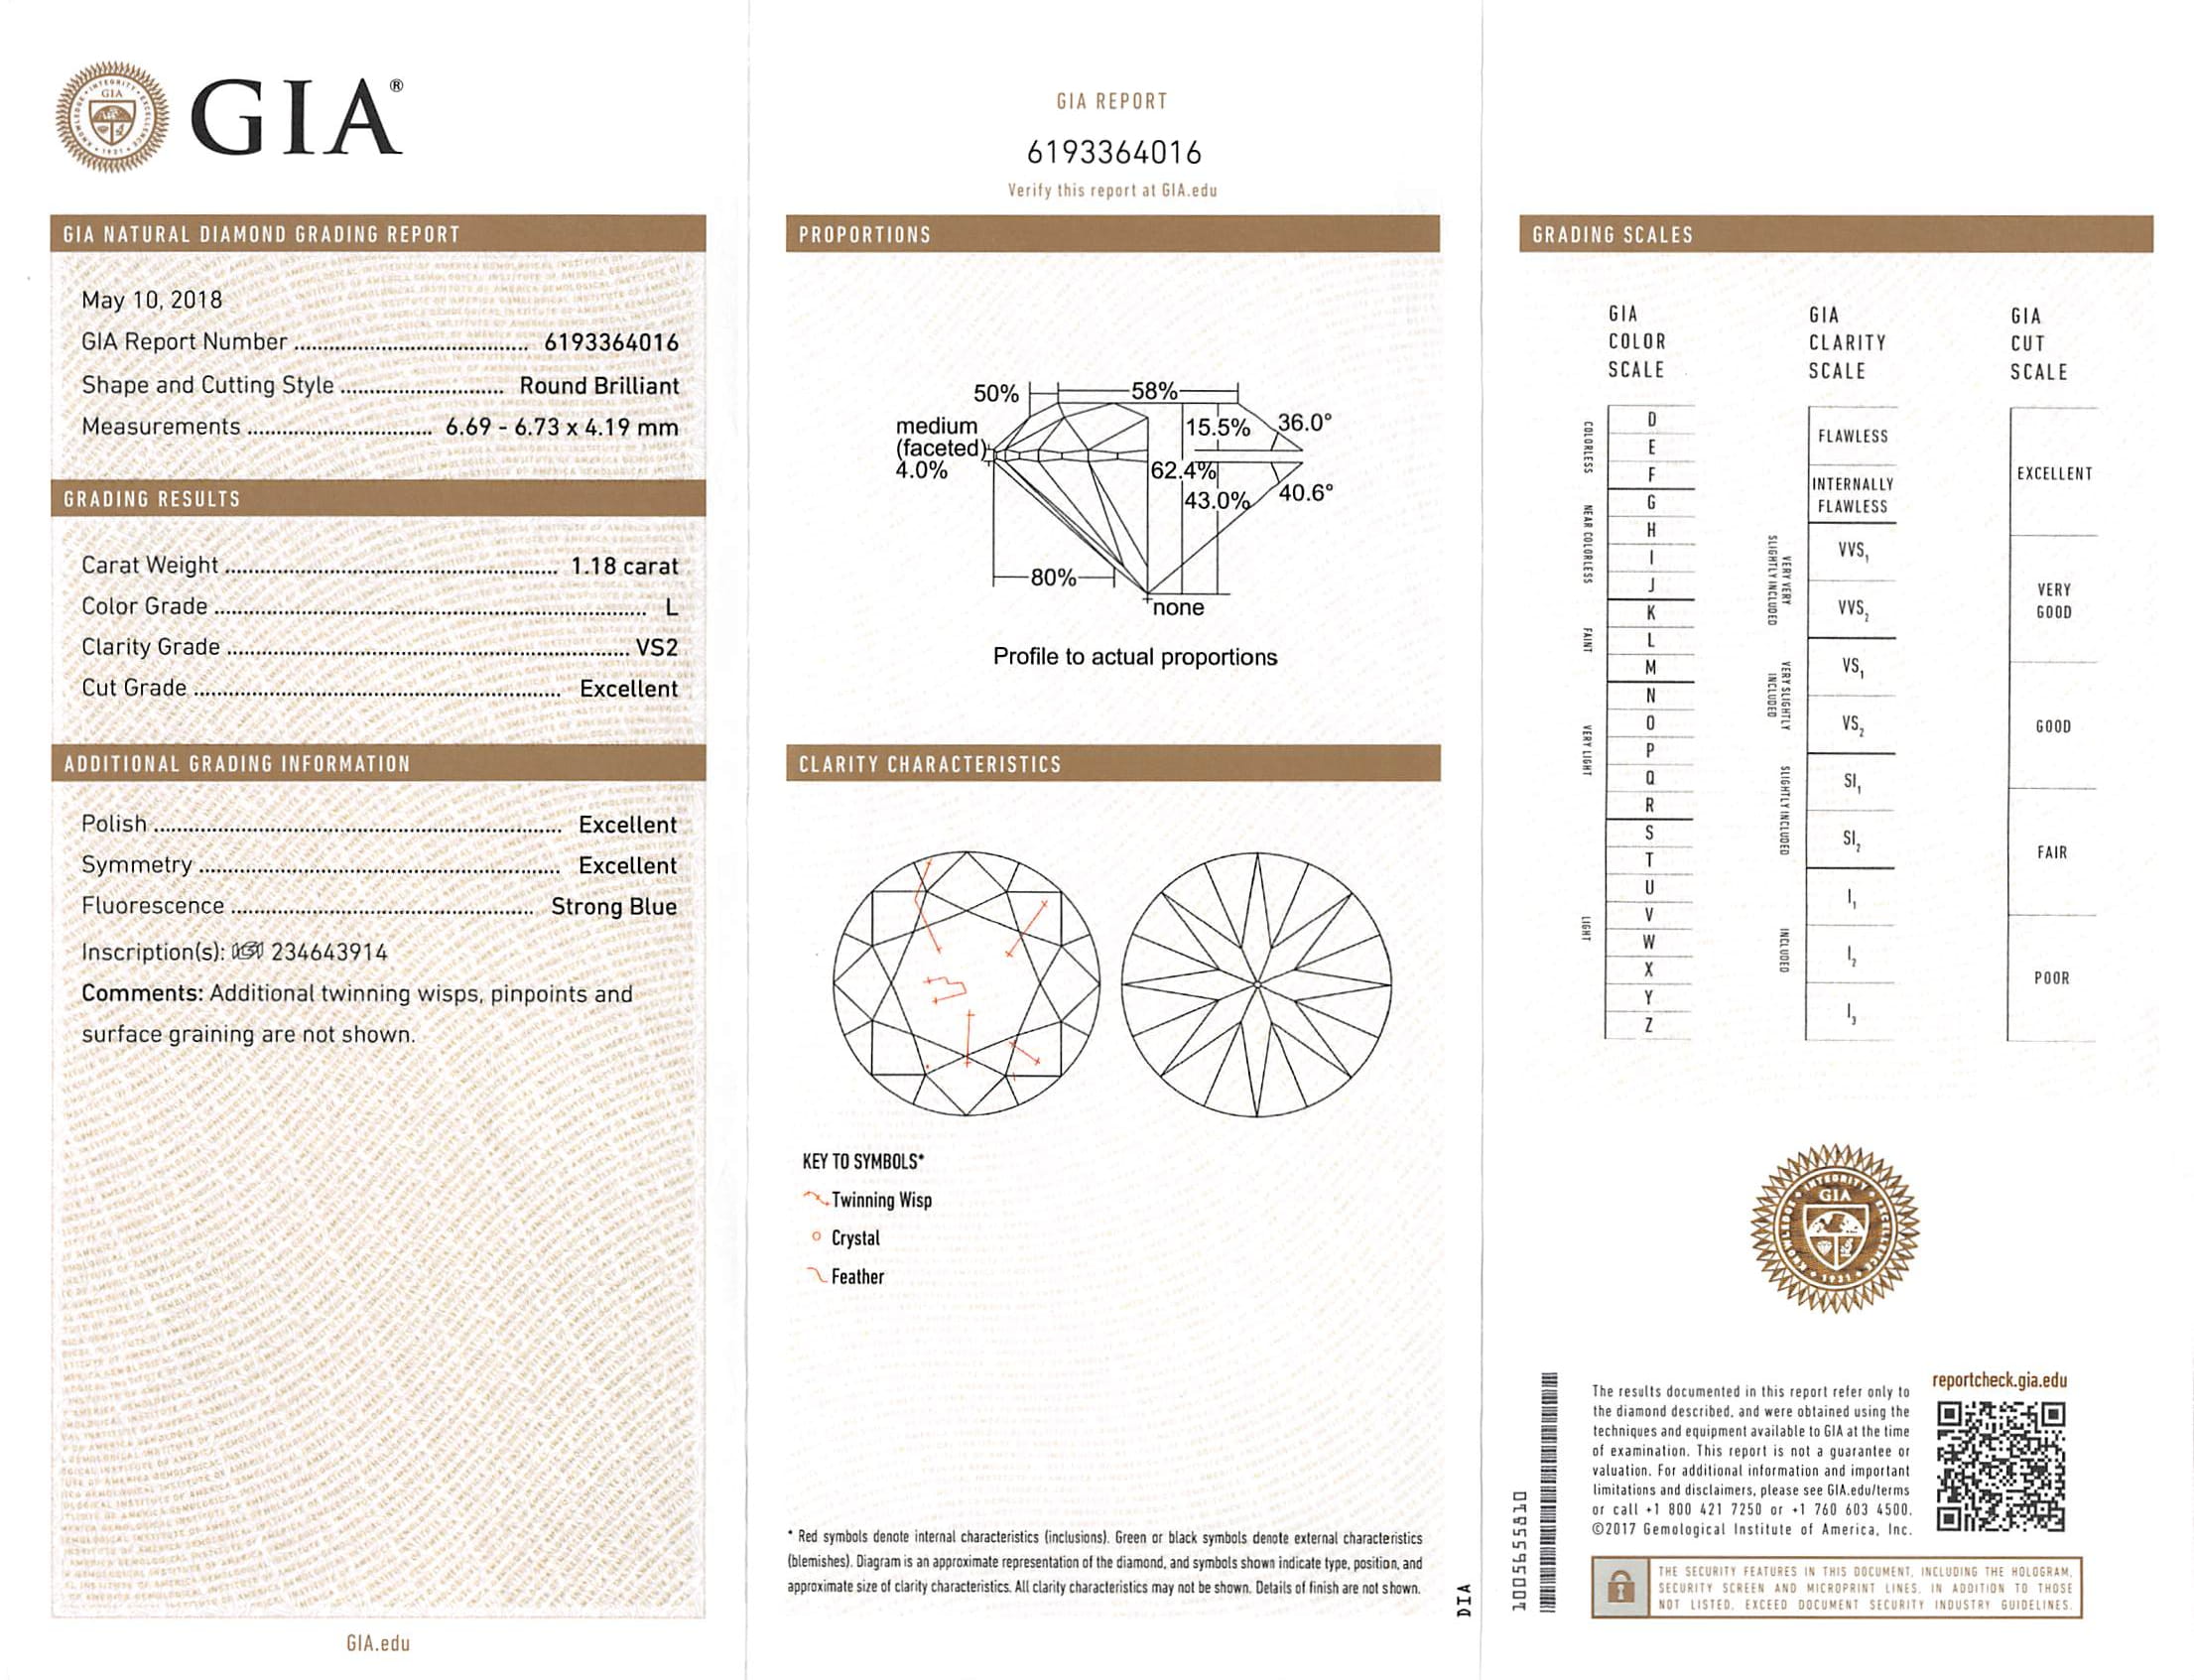 GIA®
GIA NATURAL DIAMOND GRADING REPORT
May 10, 2018
GIA Report Number 6193364016
Shape and Cutting Style Round Brilliant
Measurements 6.69 - 6.73 x 4.19 mm
GRADING RESULTS
Carat Weight 1.18 carat
Color Grade L
Clarity Grade VS2
Cut Grade Excellent
ADDITIONAL GRADING INFORMATION
Polish Excellent
Symmetry Excellent
Fluorescence Strong Blue
Inscription(s): 234643914
Comments: Additional twinning wisps, pinpoints and
surface graining are not shown.
GIA.edu
GIA REPORT
6193364016
Verify this report at GIA.edu
PROPORTIONS
50%
58%
medium
(faceted)
4.0%
15.5%
36.0°
62.4%
43.0%
40.6°
80%
none
Profile to actual proportions
CLARITY CHARACTERISTICS
KEY TO SYMBOLS*
Twinning Wisp
Crystal
Feather
* Red symbols denote internal characteristics (inclusions). Green or black symbols denote external characteristics
(blemishes). Diagram is an approximate representation of the diamond, and symbols shown indicate type, position, and
approximate size of clarity characteristics. All clarity characteristics may not be shown. Details of finish are not shown.
DIA
GRADING SCALES
GIA
COLOR
SCALE
COLORLESS
D
E
F
NEAR COLORLESS
G
H
I
J
FAINT
K
L
M
VERY LIGHT
N
O
P
Q
R
LIGHT
S
T
U
V
W
X
Y
Z
GIA
CLARITY
SCALE
FLAWLESS
INTERNALLY
FLAWLESS
VERY VERY
SLIGHTLY INCLUDED
VVS1
VVS2
VERY SLIGHTLY
INCLUDED
VS1
VS2
SLIGHTLY INCLUDED
SI1
SI2
INCLUDED
I1
I2
I3
GIA
CUT
SCALE
EXCELLENT
VERY
GOOD
GOOD
FAIR
POOR
GIA
INTEGRITY
EXCELLENCE
KNOWLEDGE
1931
1005655810
The results documented in this report refer only to
the diamond described, and were obtained using the
techniques and equipment available to GIA at the time
of examination. This report is not a guarantee or
valuation. For additional information and important
limitations and disclaimers, please see GIA.edu/terms
or call +1 800 421 7250 or +1 760 603 4500.
©2017 Gemological Institute of America, Inc.
reportcheck.gia.edu
THE SECURITY FEATURES IN THIS DOCUMENT, INCLUDING THE HOLOGRAM,
SECURITY SCREEN AND MICROPRINT LINES, IN ADDITION TO THOSE
NOT LISTED, EXCEED DOCUMENT SECURITY INDUSTRY GUIDELINES.